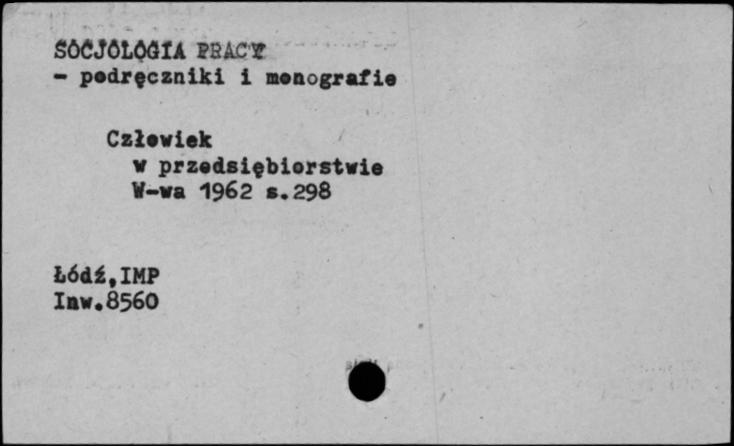 SOCJOLOGIA PRACY
- podręczniki i monografie
Człowiek
w przedsiębiorstwie
W-wa 1962 s.298
Łódź,IMP
Inw.8560